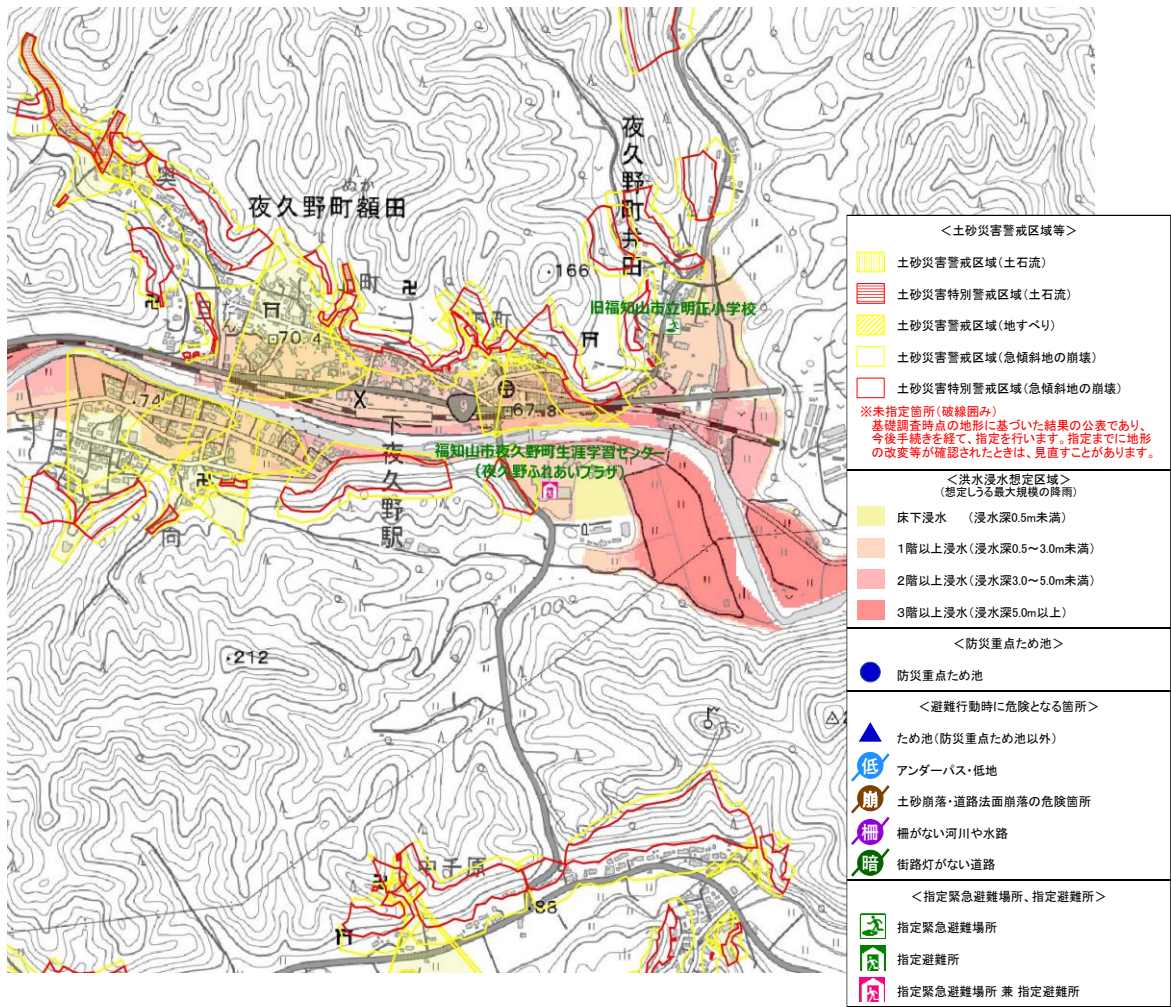 夜久野町額田
ぬか
夜久野町井田
奥
上町
下町
旦
・166
旧福知山市立明正小学校
70.4
・74
9
67.8
福知山市夜久野町生涯学習センター
(夜久野ふれあいプラザ)
下夜久野駅
向
100
・212
中千原
88
<土砂災害警戒区域等>
土砂災害警戒区域(土石流)
土砂災害特別警戒区域(土石流)
土砂災害警戒区域(地すべり)
土砂災害警戒区域(急傾斜地の崩壊)
土砂災害特別警戒区域(急傾斜地の崩壊)
※未指定箇所(破線囲み)
基礎調査時点の地形に基づいた結果の公表であり、
今後手続きを経て、指定を行います。指定までに地形
の改変等が確認されたときは、見直すことがあります。
<洪水浸水想定区域>
(想定しうる最大規模の降雨)
床下浸水 (浸水深0.5m未満)
1階以上浸水(浸水深0.5~3.0m未満)
2階以上浸水(浸水深3.0~5.0m未満)
3階以上浸水(浸水深5.0m以上)
<防災重点ため池>
防災重点ため池
<避難行動時に危険となる箇所>
ため池(防災重点ため池以外)
低 アンダーパス・低地
崩 土砂崩落・道路法面崩落の危険箇所
柵 柵がない河川や水路
暗 街路灯がない道路
<指定緊急避難場所、指定避難所>
指定緊急避難場所
指定避難所
指定緊急避難場所 兼 指定避難所